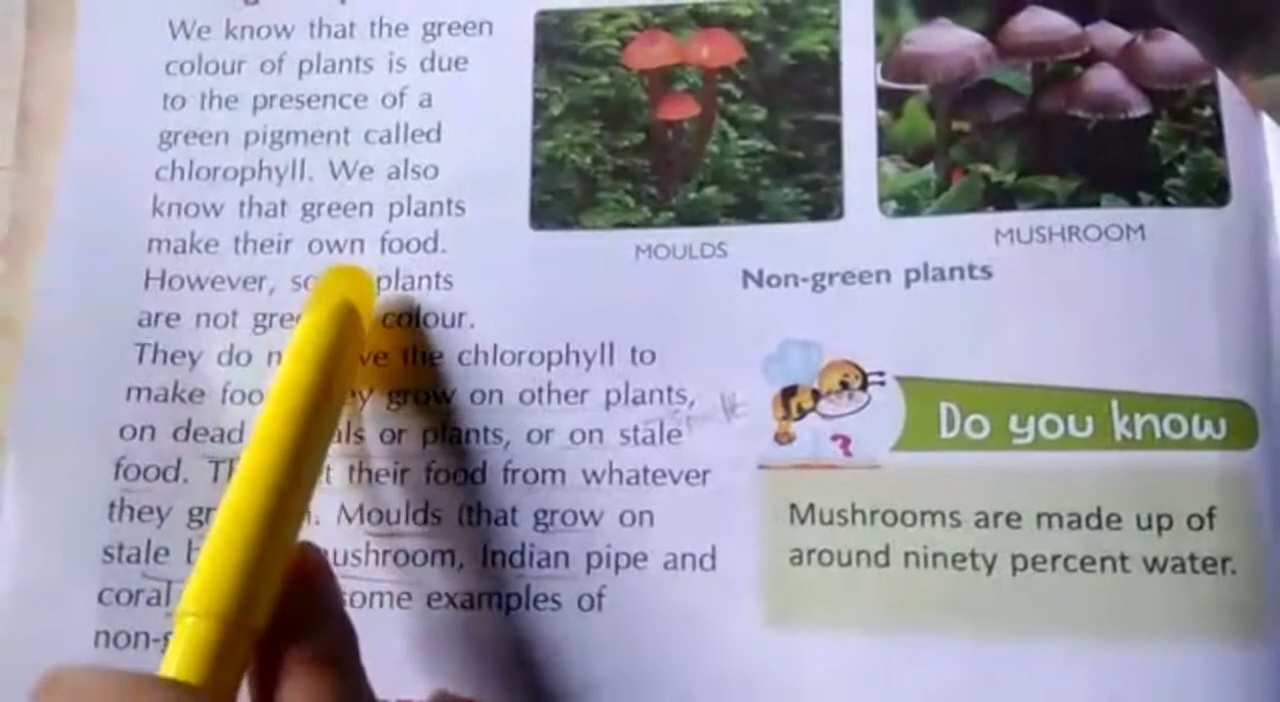 We know that the green
colour of plants is due
to the presence of a
green pigment called
chlorophyll. We also
know that green plants
make their own food.
However, plants
are not colour.
They do the chlorophyll to
make grow on other plants,
on dead or plants, or on stale
food. their food from whatever
they Moulds (that grow on
stale mushroom, Indian pipe and
coral some examples of
MOULDS
MUSHROOM
Non-green plants
Do you know
?
Mushrooms are made up of
around ninety percent water.